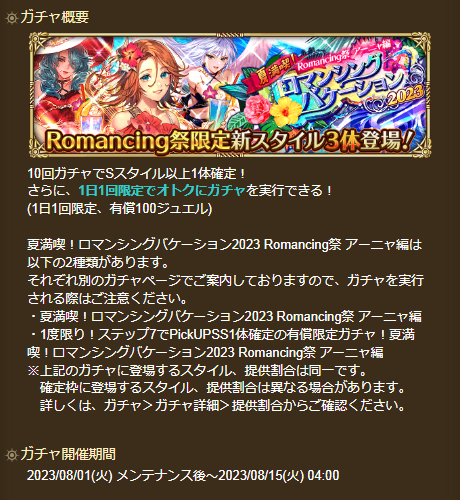 ガチャ概要
夏満喫！
Romancing祭 アーニャ編
ロマンシング
バケーション
2023
Romancing祭限定新スタイル3体登場!
10回ガチャでSスタイル以上1体確定！
さらに、1日1回限定でオトクにガチャを実行できる！
(1日1回限定、有償100ジュエル)
夏満喫！ロマンシングバケーション2023 Romancing祭 アーニャ編は
以下の2種類があります。
それぞれ別のガチャページでご案内しておりますので、ガチャを実行
される際はご注意ください。
・夏満喫！ロマンシングバケーション2023 Romancing祭 アーニャ編
・1度限り！ステップ7でPickUPSS1体確定の有償限定ガチャ！夏満
喫！ロマンシングバケーション2023 Romancing祭 アーニャ編
※上記のガチャに登場するスタイル、提供割合は同一です。
確定枠に登場するスタイル、提供割合は異なる場合があります。
詳しくは、ガチャ＞ガチャ詳細＞提供割合からご確認ください。
ガチャ開催期間
2023/08/01(火) メンテナンス後～2023/08/15(火) 04:00